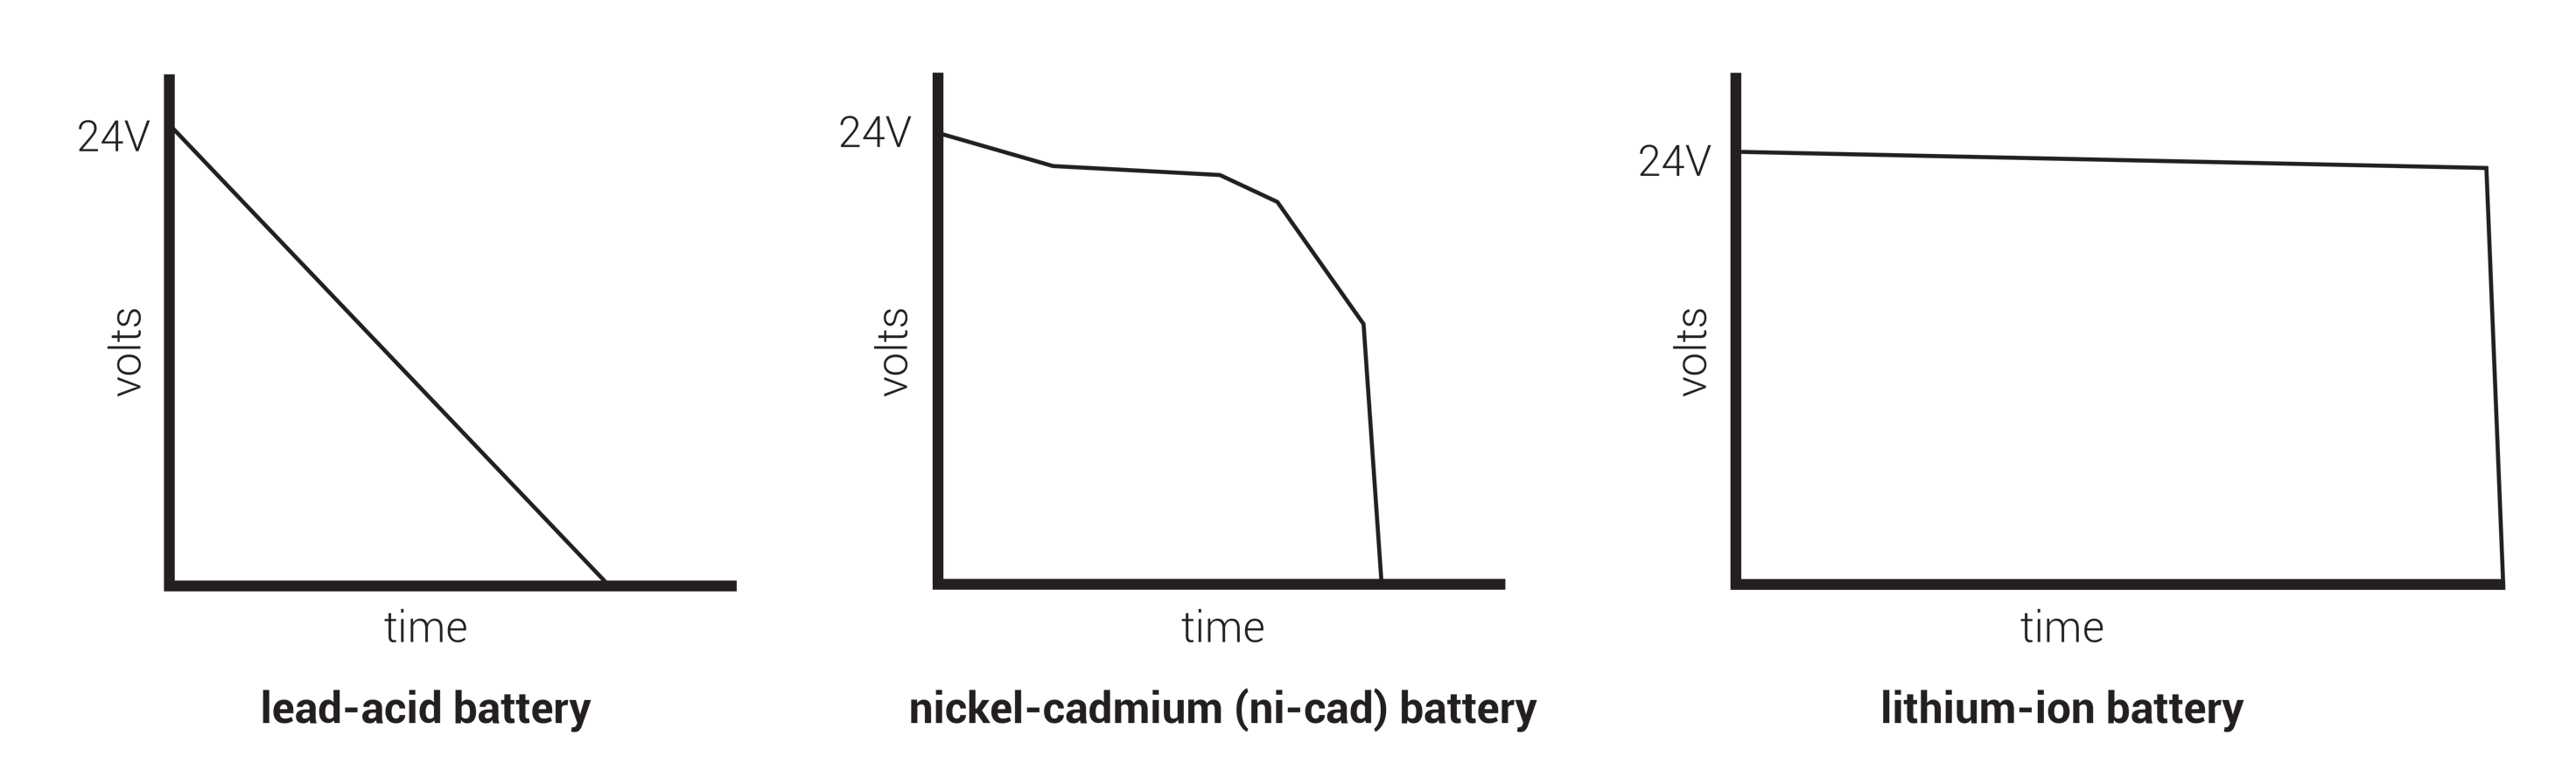 24V
volts
time
lead-acid battery
24V
volts
time
nickel-cadmium (ni-cad) battery
24V
volts
time
lithium-ion battery